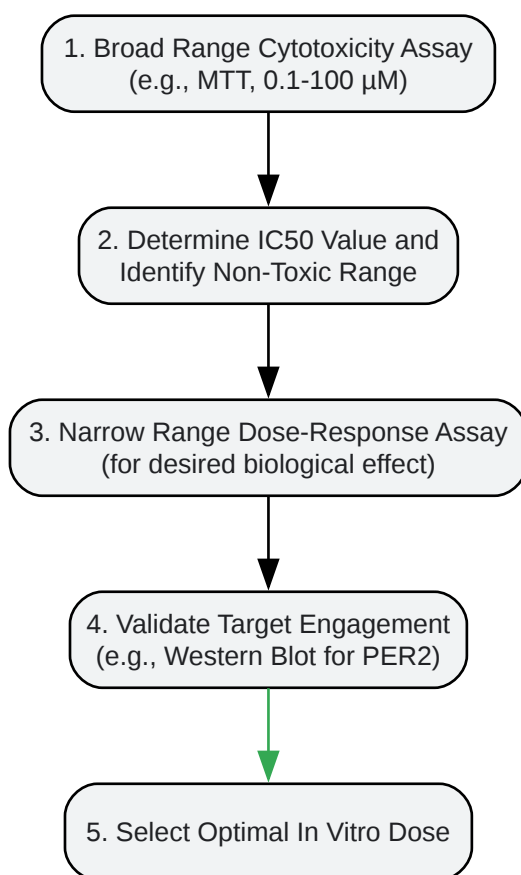 1. Broad Range Cytotoxicity Assay
(e.g., MTT, 0.1-100 µM)
2. Determine IC50 Value and
Identify Non-Toxic Range
3. Narrow Range Dose-Response Assay
(for desired biological effect)
4. Validate Target Engagement
(e.g., Western Blot for PER2)
5. Select Optimal In Vitro Dose